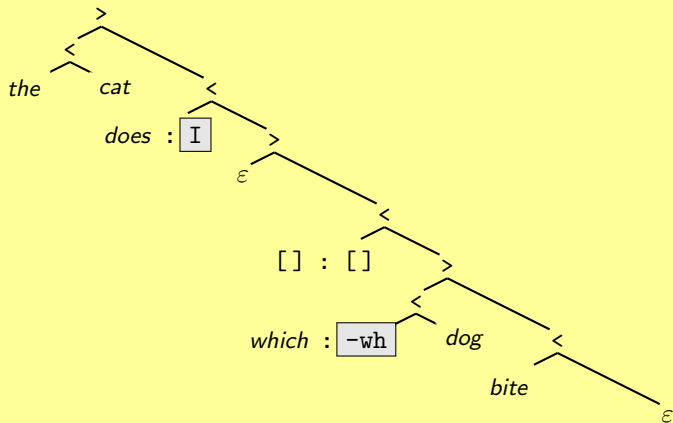 >
<
the cat
<
does : I
>
ε
<
[] : []
>
<
which : -wh dog
<
bite
ε